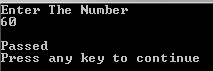 Enter The Number
60
Passed
Press any key to continue